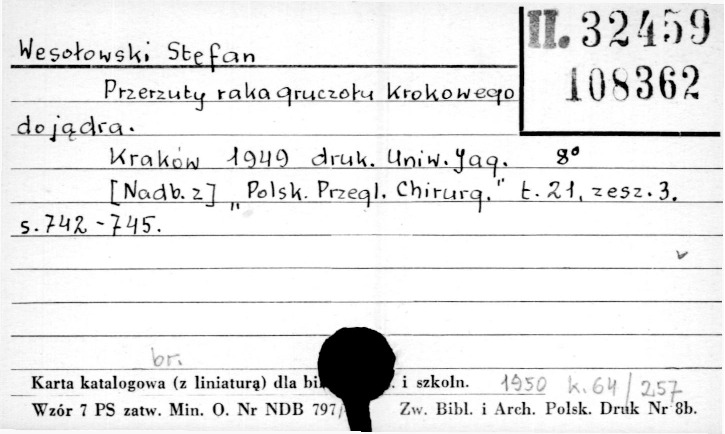 II. 32459
108362
Wesołowski Stefan
Przerzuty raka gruczołu krokowego
do jądra.
Kraków 1949 druk. Uniw. Jag. 8°
[Nadb. z] „Polsk. Przegl. Chirurg." t. 21, zesz. 3.
s. 742-745.
br.
Karta katalogowa (z liniaturą) dla . i szkoln. 1950 k. 64/257
Wzór 7 PS zatw. Min. O. Nr NDB 797/ Zw. Bibl. i Arch. Polsk. Druk Nr 8b.